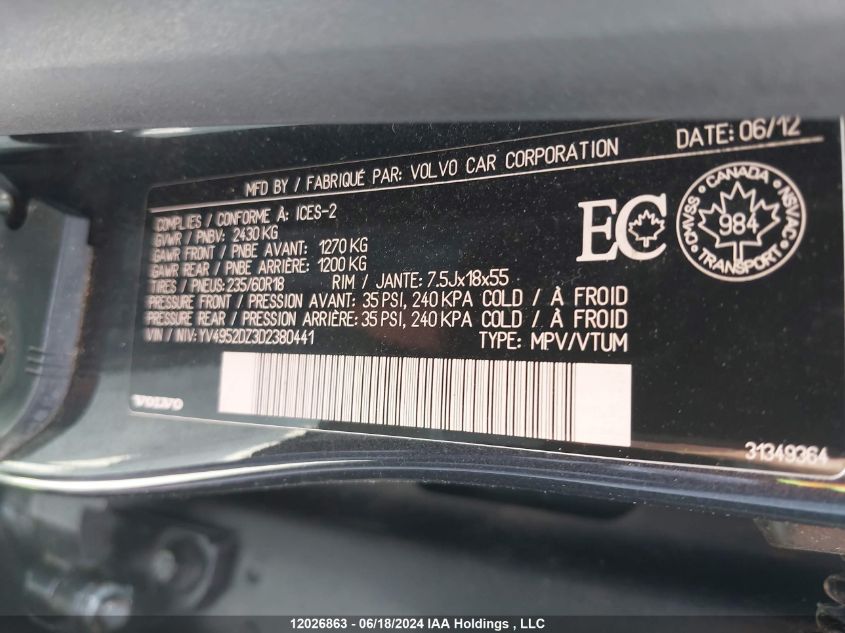 DATE: 06/12
MFD BY / FABRIQUÉ PAR: VOLVO CAR CORPORATION
COMPLIES / CONFORME À: ICES-2
GVWR / PNBV: 2430 KG
GAWR FRONT / PNBE AVANT: 1270 KG
GAWR REAR / PNBE ARRIÈRE: 1200 KG
TIRES / PNEUS: 235/60R18 RIM / JANTE: 7.5Jx18x55
PRESSURE FRONT / PRESSION AVANT: 35 PSI, 240 KPA COLD / À FROID
PRESSURE REAR / PRESSION ARRIÈRE: 35 PSI, 240 KPA COLD / À FROID
VIN / NIV: YV4952DZ3D2380441 TYPE: MPV/VTUM
EC
CANADA
CMVSS
984
NSVAC
TRANSPORT
VOLVO
31349364
12026863 - 06/18/2024 IAA Holdings , LLC